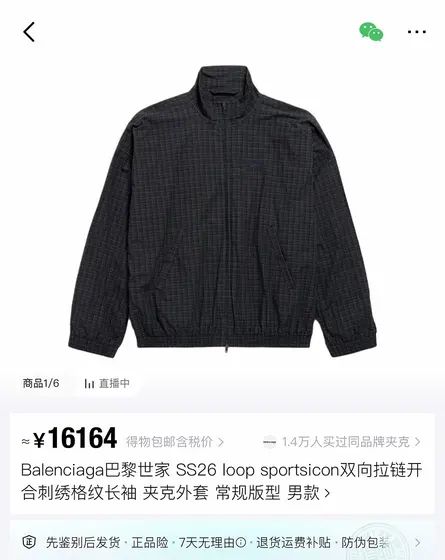 商品1/6 直播中
≈¥16164 得物包邮含税价 > 1.4万人买过同品牌夹克 >
Balenciaga巴黎世家 SS26 loop sportsicon双向拉链开
合刺绣格纹长袖 夹克外套 常规版型 男款 >
先鉴别后发货 · 正品险 · 7天无理由 · 退货运费补贴 · 防伪包装